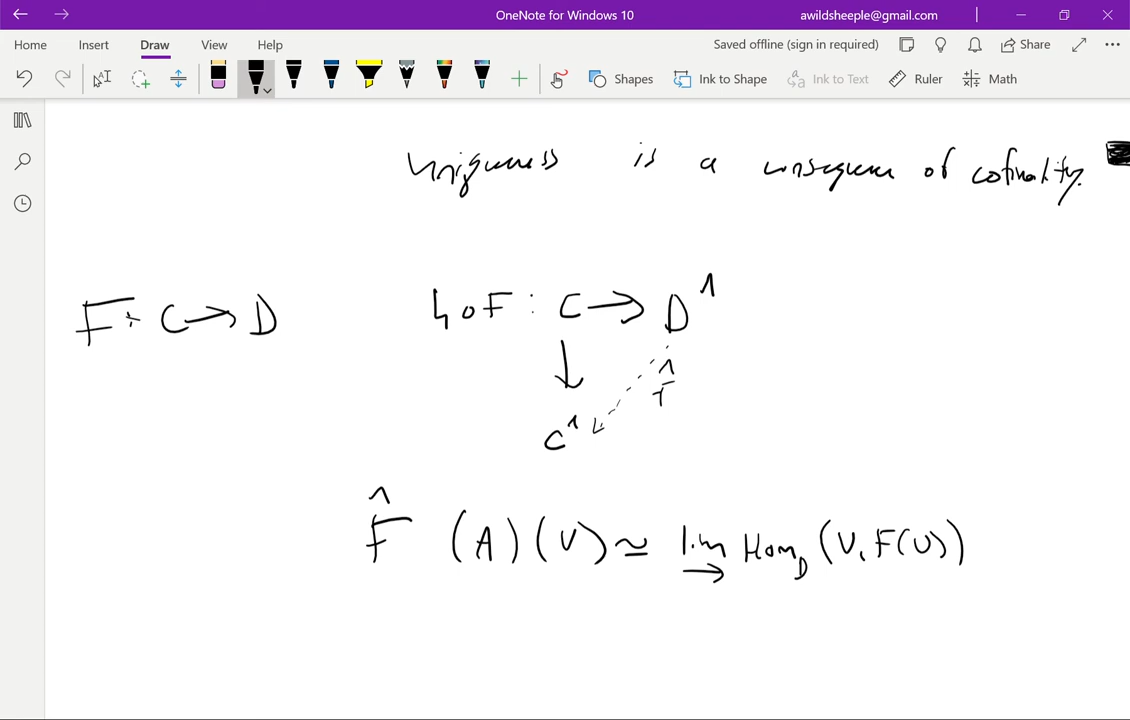 OneNote for Windows 10
awildsheeple@gmail.com
Home Insert Draw View Help
Saved offline (sign in required) Share
Shapes Ink to Shape Ink to Text Ruler Math
uniqueness is a consequence of cofinality.
F : C → D
h o F : C → D^
F^
C^
F^ (A)(V) ≃ lim Hom_D (V, F(U))
→